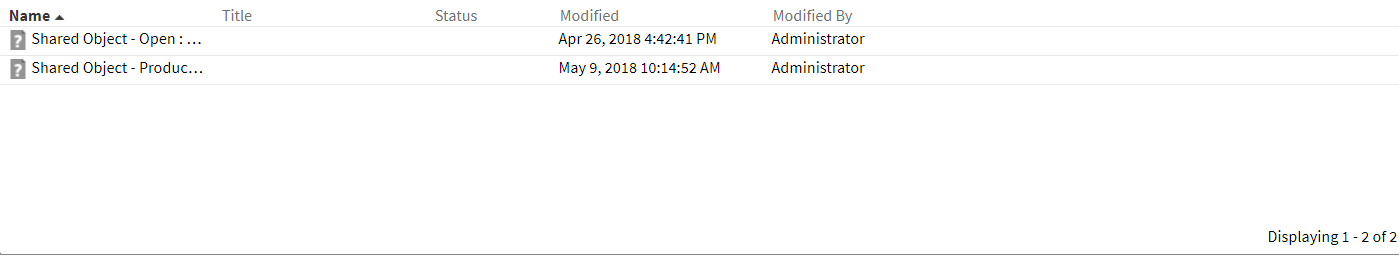 Name Title Status Modified Modified By
Shared Object - Open : ... Apr 26, 2018 4:42:41 PM Administrator
Shared Object - Produc... May 9, 2018 10:14:52 AM Administrator
Displaying 1 - 2 of 2